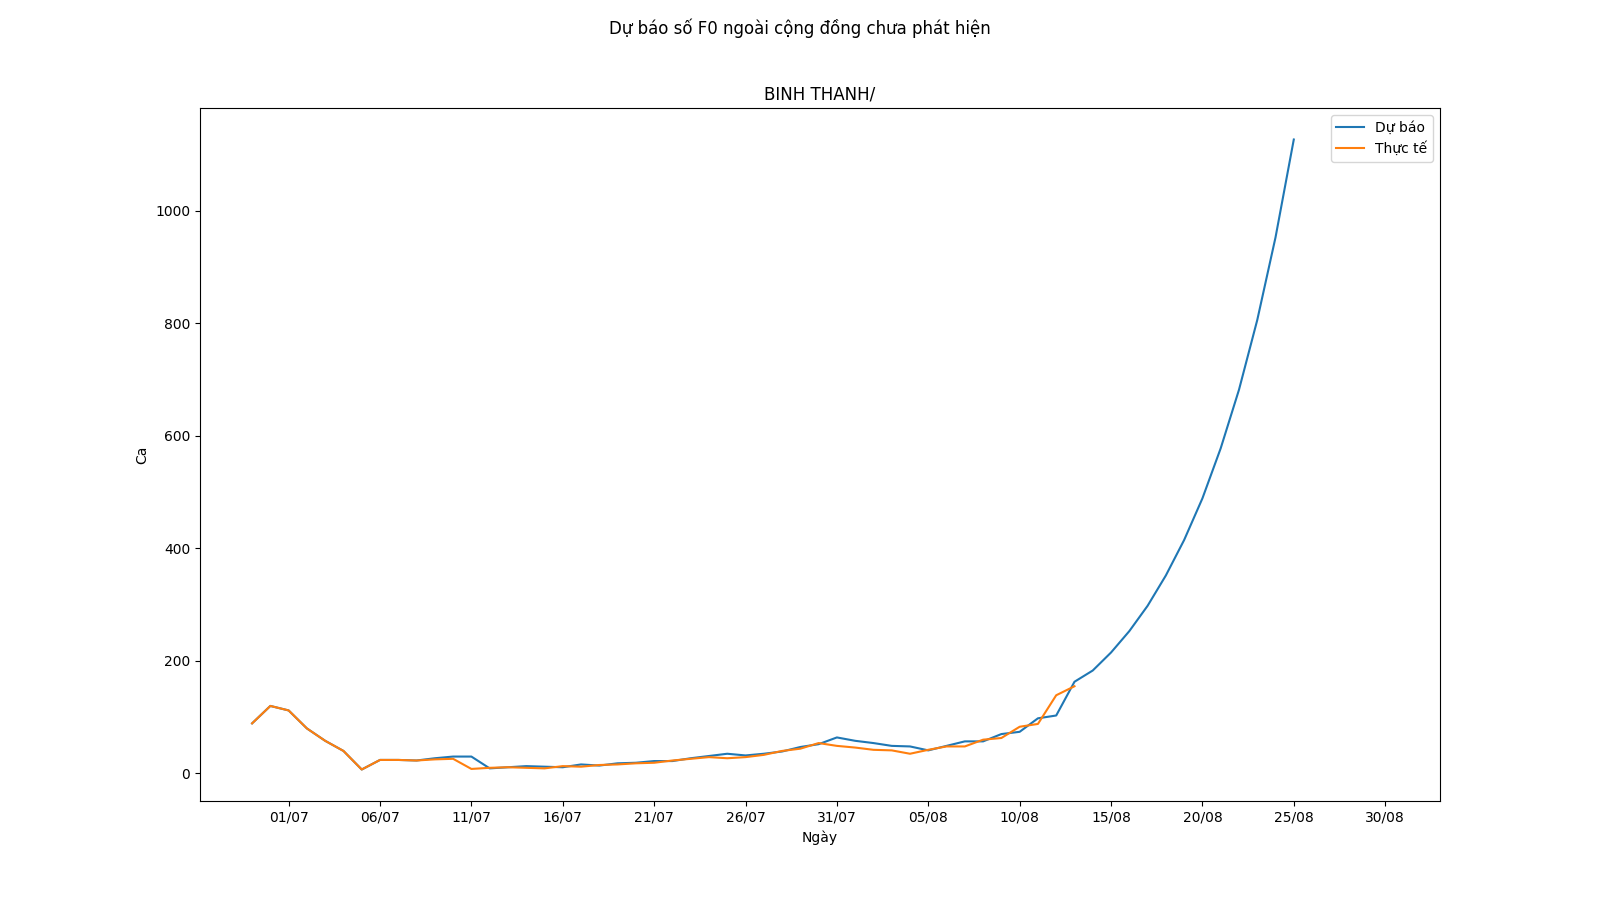 Dự báo số F0 ngoài cộng đồng chưa phát hiện
BINH THANH/
Dự báo
Thực tế
Ca
1000
800
600
400
200
0
01/07 06/07 11/07 16/07 21/07 26/07 31/07 05/08 10/08 15/08 20/08 25/08 30/08
Ngày